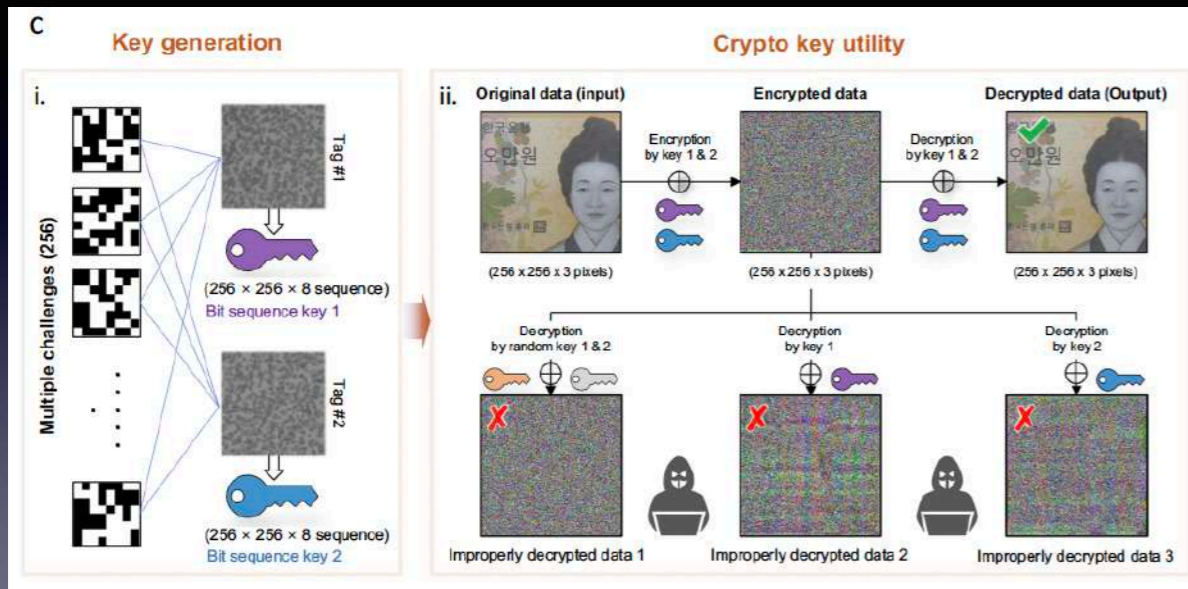 C
Key generation
Crypto key utility
i.
Multiple challenges (256)
Tag #1
(256 × 256 × 8 sequence)
Bit sequence key 1
Tag #2
(256 × 256 × 8 sequence)
Bit sequence key 2
ii.
Original data (input)
Encrypted data
Decrypted data (Output)
오만원
Encryption
by key 1 & 2
Decryption
by key 1 & 2
(256 x 256 x 3 pixels)
(256 x 256 x 3 pixels)
(256 x 256 x 3 pixels)
오만원
Decryption
by random key 1 & 2
Decryption
by key 1
Decryption
by key 2
Improperly decrypted data 1
Improperly decrypted data 2
Improperly decrypted data 3